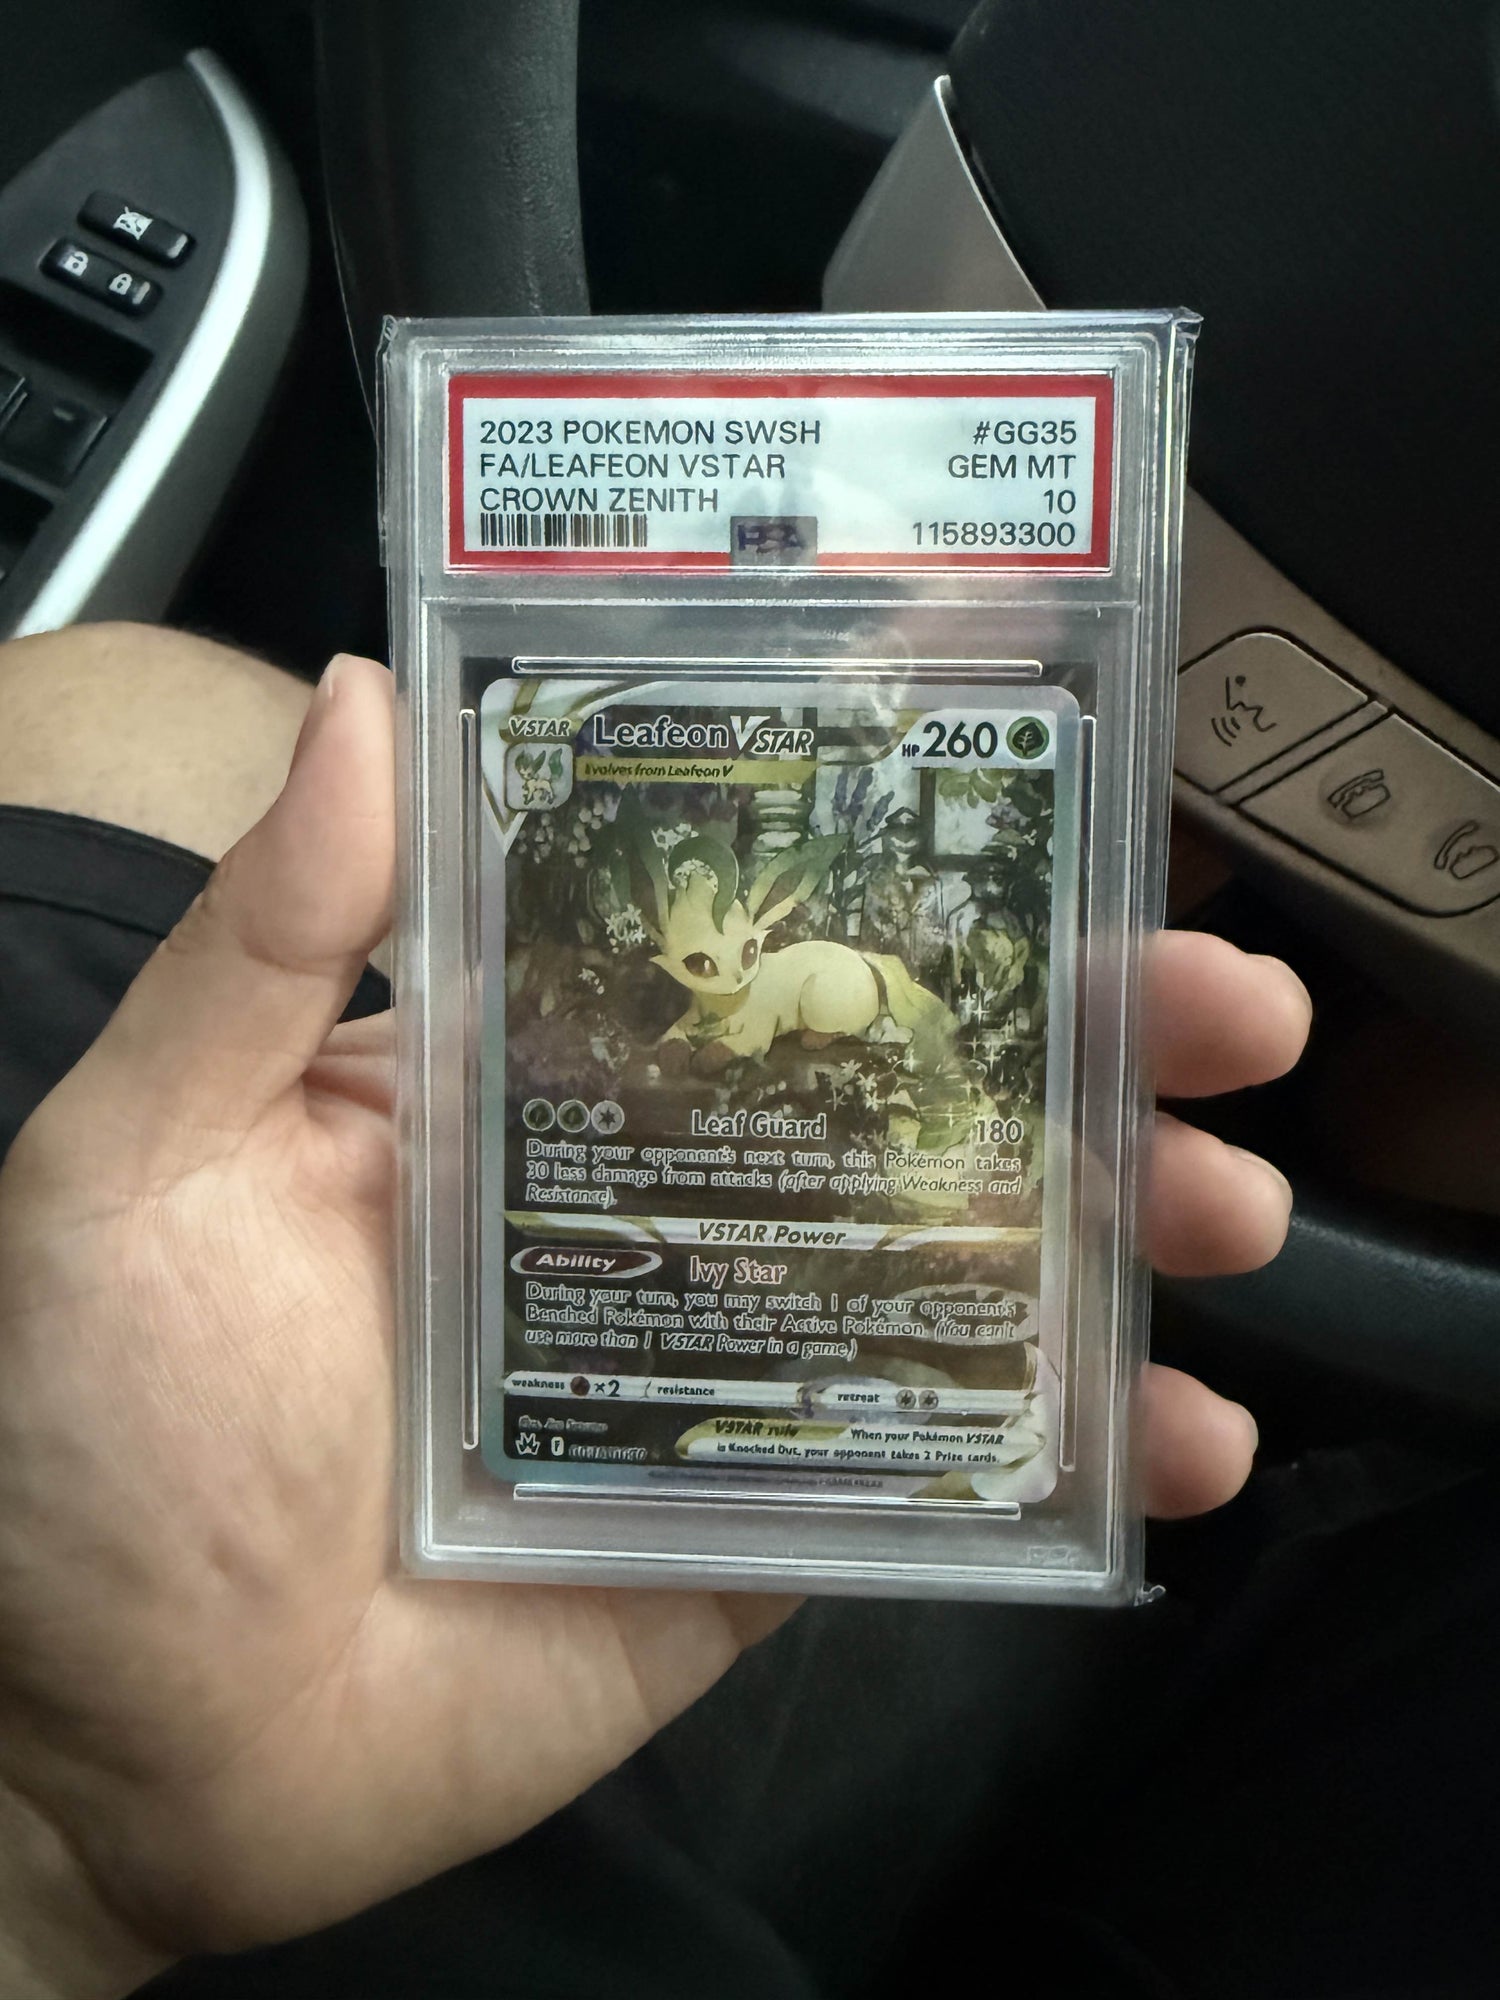 2023 POKEMON SWSH #GG35
FA/LEAFEON VSTAR GEM MT
CROWN ZENITH 10
PSA 115893300
VSTAR Leafeon VSTAR HP 260
Evolves from Leafeon V
Leaf Guard 180
During your opponent's next turn, this Pokémon takes
30 less damage from attacks (after applying Weakness and
Resistance).
VSTAR Power
Ability Ivy Star
During your turn, you may switch 1 of your opponent's
Benched Pokémon with their Active Pokémon. (You can't
use more than 1 VSTAR Power in a game.)
weakness ×2 resistance retreat
VSTAR rule When your Pokémon VSTAR
is Knocked Out, your opponent takes 2 Prize cards.
F